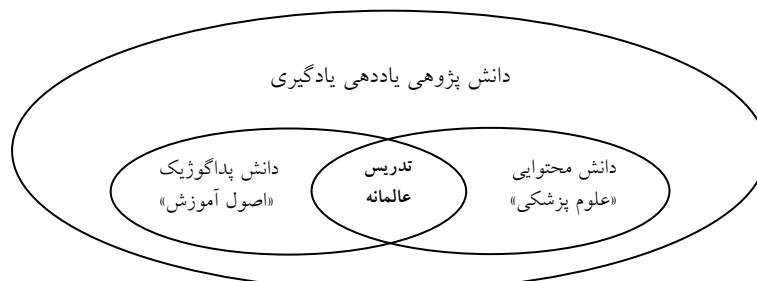 دانش پژوهی یاددهی یادگیری
دانش محتوایی
«علوم پزشکی»
تدریس
عالمانه
دانش پداگوژیک
«اصول آموزش»